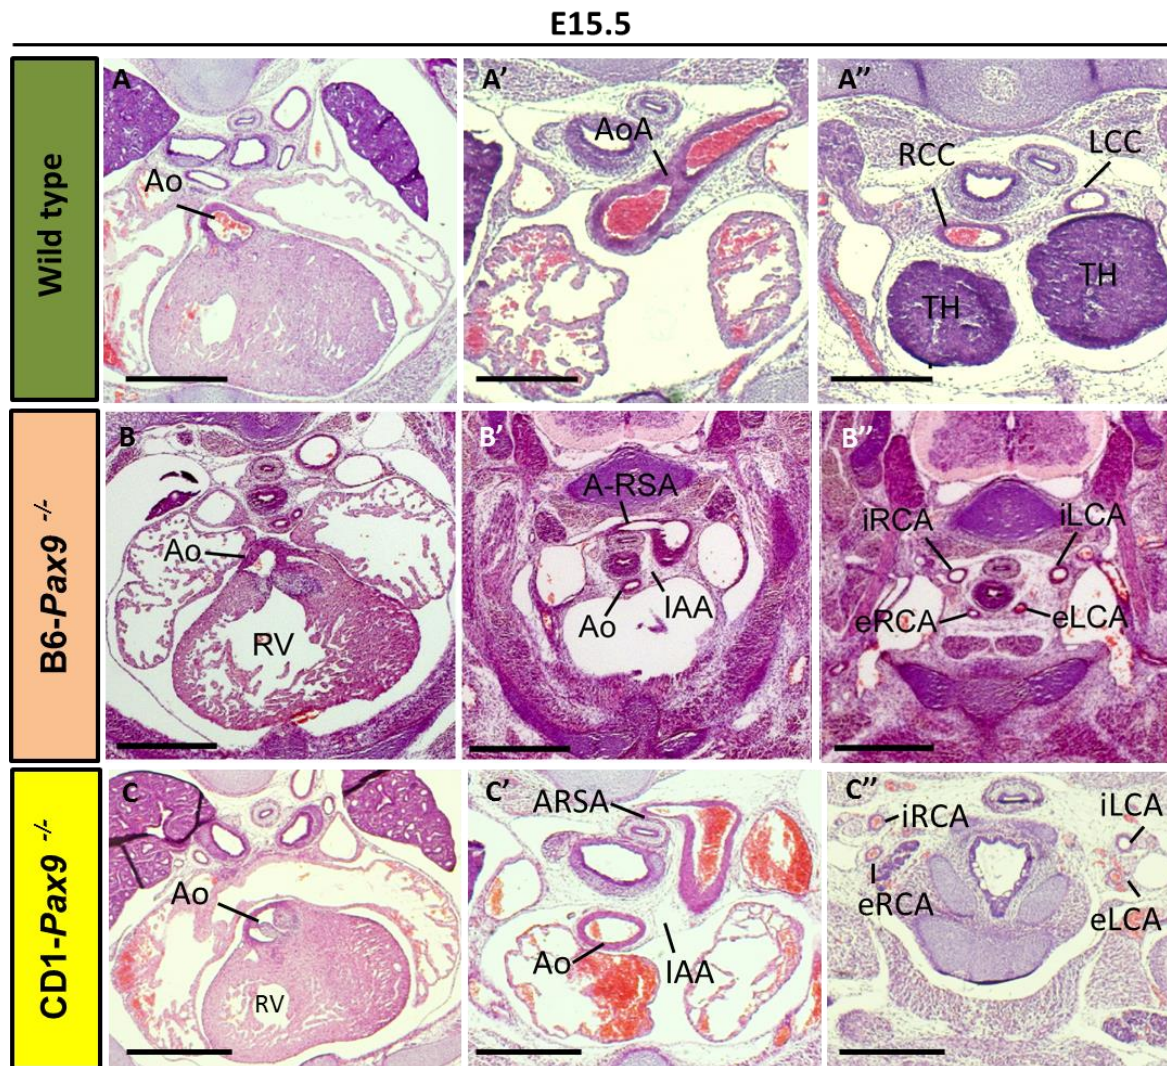 E15.5
Wild type
A
Ao
A'
AoA
A''
RCC
LCC
TH
TH
B6-Pax9 -/-
B
Ao
RV
B'
A-RSA
Ao
IAA
B''
iRCA
iLCA
eRCA
eLCA
CD1-Pax9 -/-
C
Ao
RV
C'
ARSA
Ao
IAA
C''
iRCA
iLCA
eRCA
eLCA